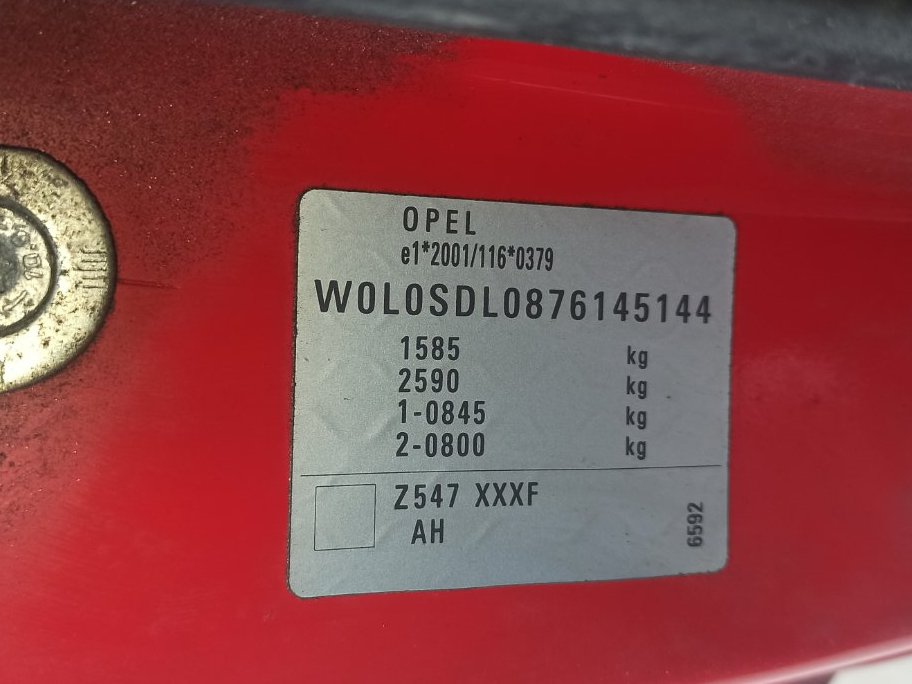 OPEL
e1*2001/116*0379
W0L0SDL0876145144
1585 kg
2590 kg
1-0845 kg
2-0800 kg
Z547 XXXF
AH
6592